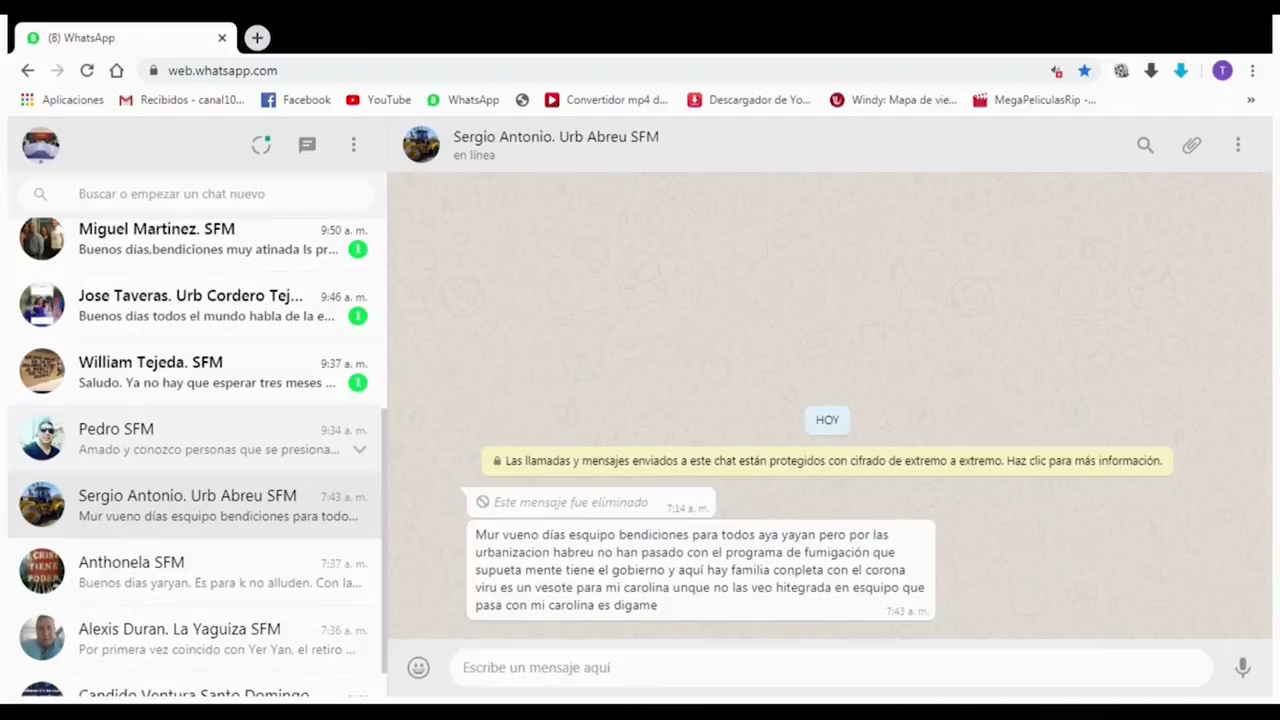 (8) WhatsApp
web.whatsapp.com
T
Aplicaciones
Recibidos - canal10...
Facebook
YouTube
WhatsApp
Convertidor mp4 d...
Descargador de Yo...
Windy: Mapa de vie...
MegaPeliculasRip -...
Buscar o empezar un chat nuevo
Miguel Martinez. SFM
9:50 a. m.
Buenos días,bendiciones muy atinada ls pr...
1
Jose Taveras. Urb Cordero Tej...
9:46 a. m.
Buenos días todos el mundo habla de la e...
1
William Tejeda. SFM
9:37 a. m.
Saludo. Ya no hay que esperar tres meses ...
1
Pedro SFM
9:34 a. m.
Amado y conozco personas que se presiona...
Sergio Antonio. Urb Abreu SFM
7:43 a. m.
Mur vueno días esquipo bendiciones para todo...
Anthonela SFM
7:37 a. m.
Buenos dias yaryan. Es para k no alluden. Con la...
Alexis Duran. La Yaguiza SFM
7:36 a. m.
Por primera vez coincido con Yer Yan, el retiro ...
Candido Ventura Santo Domingo
Sergio Antonio. Urb Abreu SFM
en línea
HOY
Las llamadas y mensajes enviados a este chat están protegidos con cifrado de extremo a extremo. Haz clic para más información.
Este mensaje fue eliminado
7:14 a. m.
Mur vueno días esquipo bendiciones para todos aya yayan pero por las
urbanizacion habreu no han pasado con el programa de fumigación que
supueta mente tiene el gobierno y aquí hay familia conpleta con el corona
viru es un vesote para mi carolina unque no las veo hitegrada en esquipo que
pasa con mi carolina es digame
7:43 a. m.
Escribe un mensaje aquí